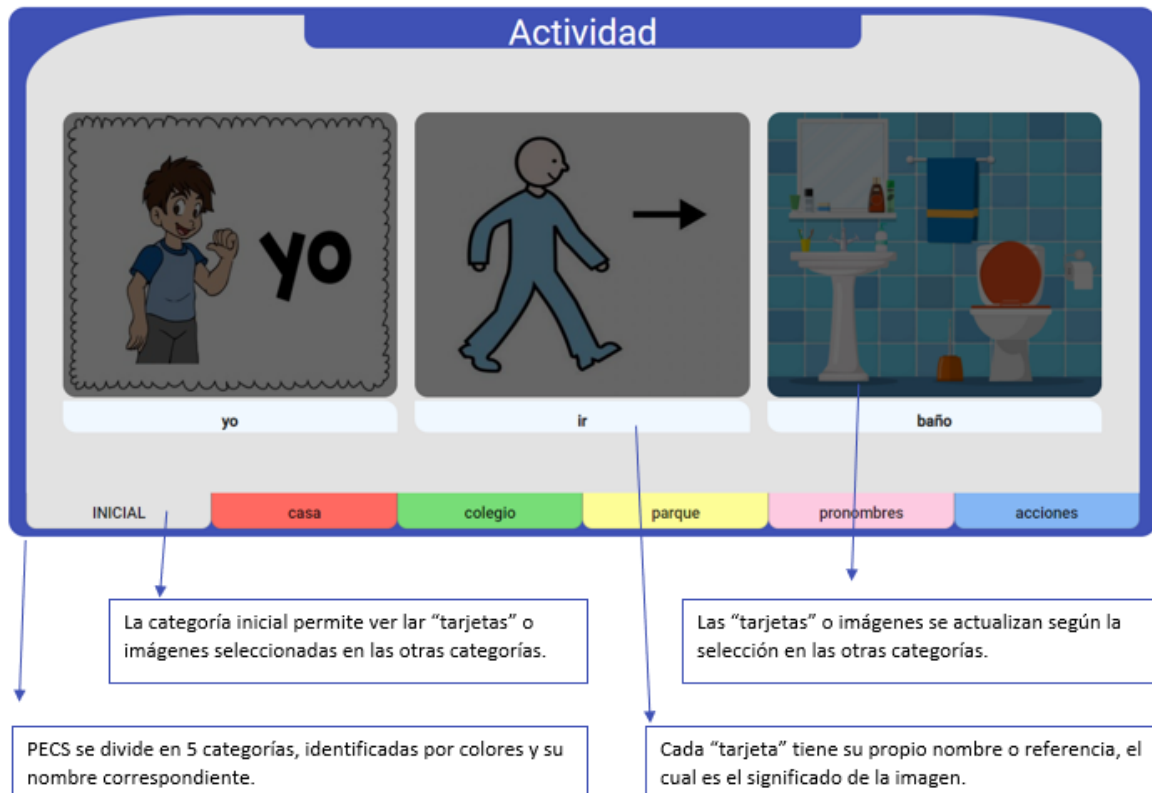 Actividad
yo
yo
ir
baño
INICIAL
casa
colegio
parque
pronombres
acciones
La categoría inicial permite ver lar “tarjetas” o
imágenes seleccionadas en las otras categorías.
Las “tarjetas” o imágenes se actualizan según la
selección en las otras categorías.
PECS se divide en 5 categorías, identificadas por colores y su
nombre correspondiente.
Cada “tarjeta” tiene su propio nombre o referencia, el
cual es el significado de la imagen.